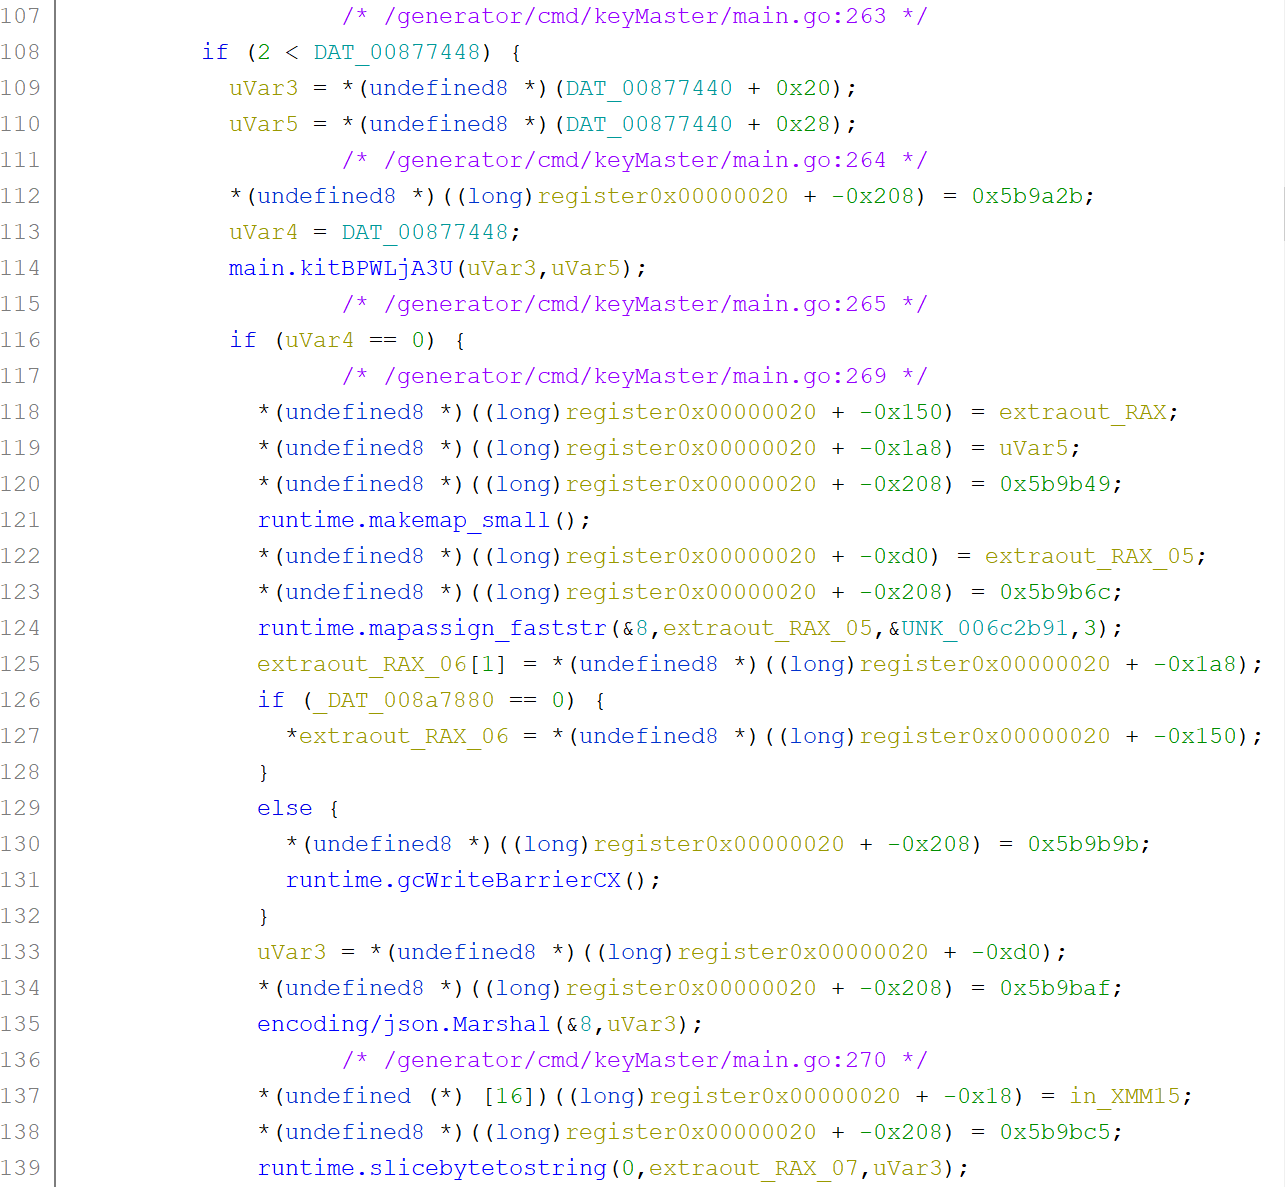 107 /* /generator/cmd/keyMaster/main.go:263 */
108 if (2 < DAT_00877448) {
109 uVar3 = *(undefined8 *)(DAT_00877440 + 0x20);
110 uVar5 = *(undefined8 *)(DAT_00877440 + 0x28);
111 /* /generator/cmd/keyMaster/main.go:264 */
112 *(undefined8 *)((long)register0x00000020 + -0x208) = 0x5b9a2b;
113 uVar4 = DAT_00877448;
114 main.kitBPWLjA3U(uVar3,uVar5);
115 /* /generator/cmd/keyMaster/main.go:265 */
116 if (uVar4 == 0) {
117 /* /generator/cmd/keyMaster/main.go:269 */
118 *(undefined8 *)((long)register0x00000020 + -0x150) = extraout_RAX;
119 *(undefined8 *)((long)register0x00000020 + -0x1a8) = uVar5;
120 *(undefined8 *)((long)register0x00000020 + -0x208) = 0x5b9b49;
121 runtime.makemap_small();
122 *(undefined8 *)((long)register0x00000020 + -0xd0) = extraout_RAX_05;
123 *(undefined8 *)((long)register0x00000020 + -0x208) = 0x5b9b6c;
124 runtime.mapassign_faststr(&8,extraout_RAX_05,&UNK_006c2b91,3);
125 extraout_RAX_06[1] = *(undefined8 *)((long)register0x00000020 + -0x1a8);
126 if (_DAT_008a7880 == 0) {
127 *extraout_RAX_06 = *(undefined8 *)((long)register0x00000020 + -0x150);
128 }
129 else {
130 *(undefined8 *)((long)register0x00000020 + -0x208) = 0x5b9b9b;
131 runtime.gcWriteBarrierCX();
132 }
133 uVar3 = *(undefined8 *)((long)register0x00000020 + -0xd0);
134 *(undefined8 *)((long)register0x00000020 + -0x208) = 0x5b9baf;
135 encoding/json.Marshal(&8,uVar3);
136 /* /generator/cmd/keyMaster/main.go:270 */
137 *(undefined (*) [16])((long)register0x00000020 + -0x18) = in_XMM15;
138 *(undefined8 *)((long)register0x00000020 + -0x208) = 0x5b9bc5;
139 runtime.slicebytetostring(0,extraout_RAX_07,uVar3);